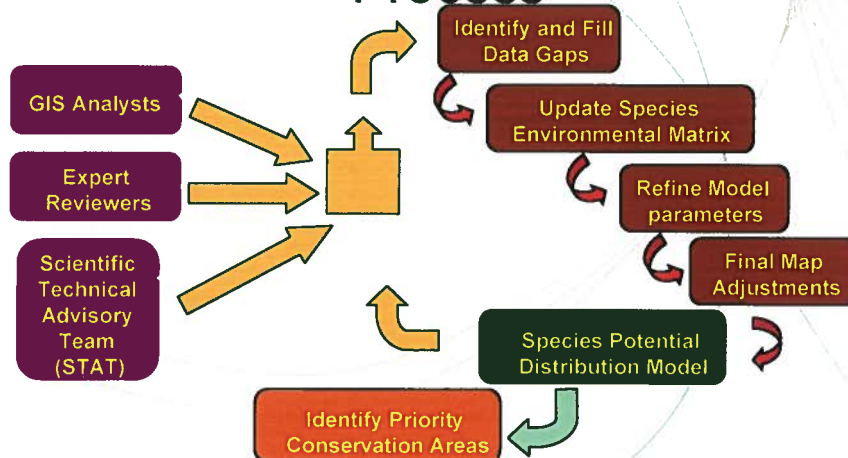 Identify and Fill
Data Gaps
GIS Analysts
Update Species
Environmental Matrix
Expert
Reviewers
Refine Model
parameters
Scientific
Technical
Advisory
Team
(STAT)
Final Map
Adjustments
Species Potential
Distribution Model
Identify Priority
Conservation Areas